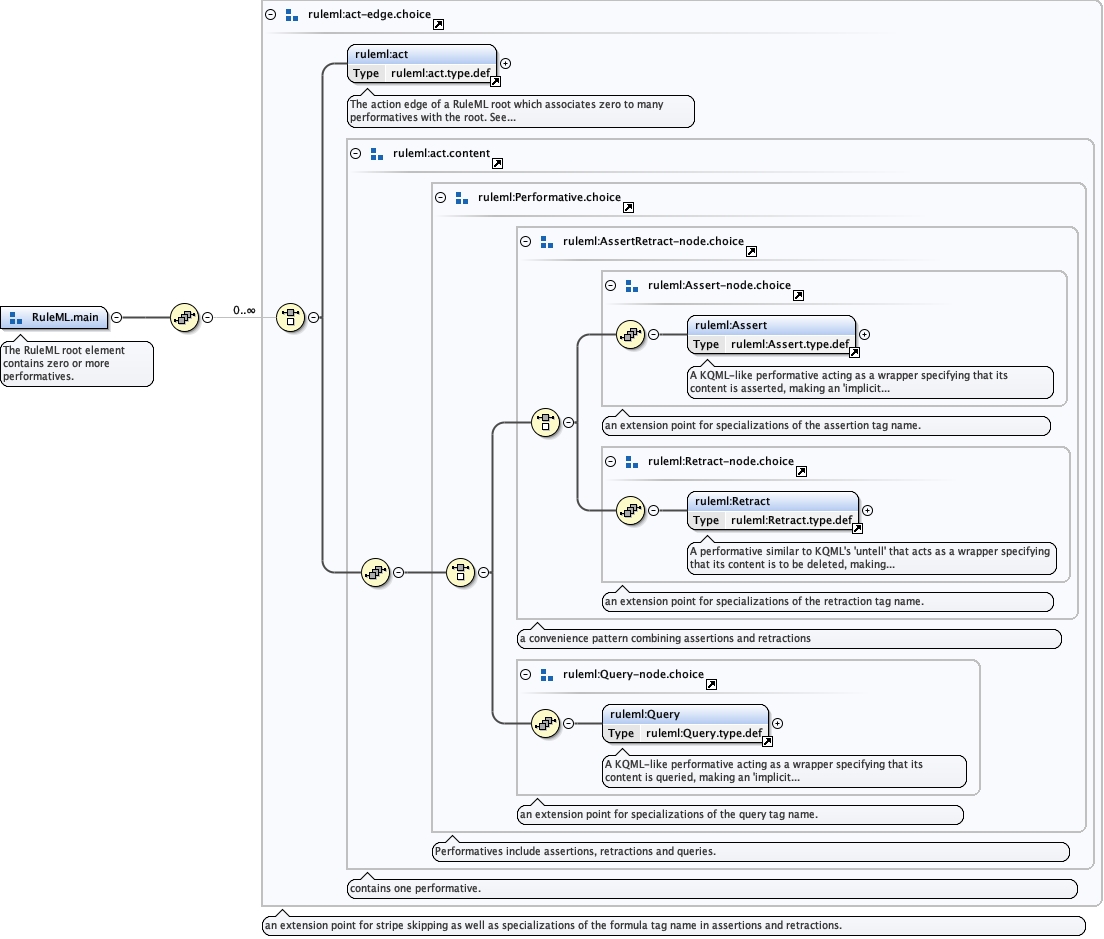 ruleml:act-edge.choice
ruleml:act
Type ruleml:act.type.def
The action edge of a RuleML root which associates zero to many
performatives with the root. See...
ruleml:act.content
ruleml:Performative.choice
ruleml:AssertRetract-node.choice
ruleml:Assert-node.choice
RuleML.main
0..∞
ruleml:Assert
Type ruleml:Assert.type.def
The RuleML root element
contains zero or more
performatives.
A KQML-like performative acting as a wrapper specifying that its
content is asserted, making an 'implicit...
an extension point for specializations of the assertion tag name.
ruleml:Retract-node.choice
ruleml:Retract
Type ruleml:Retract.type.def
A performative similar to KQML's 'untell' that acts as a wrapper specifying
that its content is to be deleted, making...
an extension point for specializations of the retraction tag name.
a convenience pattern combining assertions and retractions
ruleml:Query-node.choice
ruleml:Query
Type ruleml:Query.type.def
A KQML-like performative acting as a wrapper specifying that its
content is queried, making an 'implicit...
an extension point for specializations of the query tag name.
Performatives include assertions, retractions and queries.
contains one performative.
an extension point for stripe skipping as well as specializations of the formula tag name in assertions and retractions.